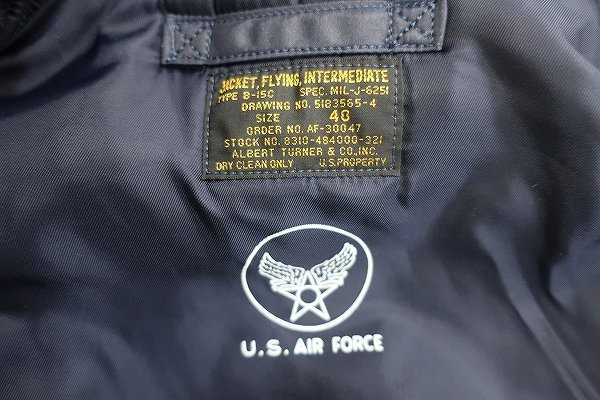 JACKET, FLYING, INTERMEDIATE
TYPE B-15C SPEC. MIL-J-6251
DRAWING NO. 5183565-4
SIZE 40
ORDER NO. AF-30047
STOCK NO. 8310-484000-321
ALBERT TURNER & CO., INC.
DRY CLEAN ONLY U.S. PROPERTY
U.S. AIR FORCE